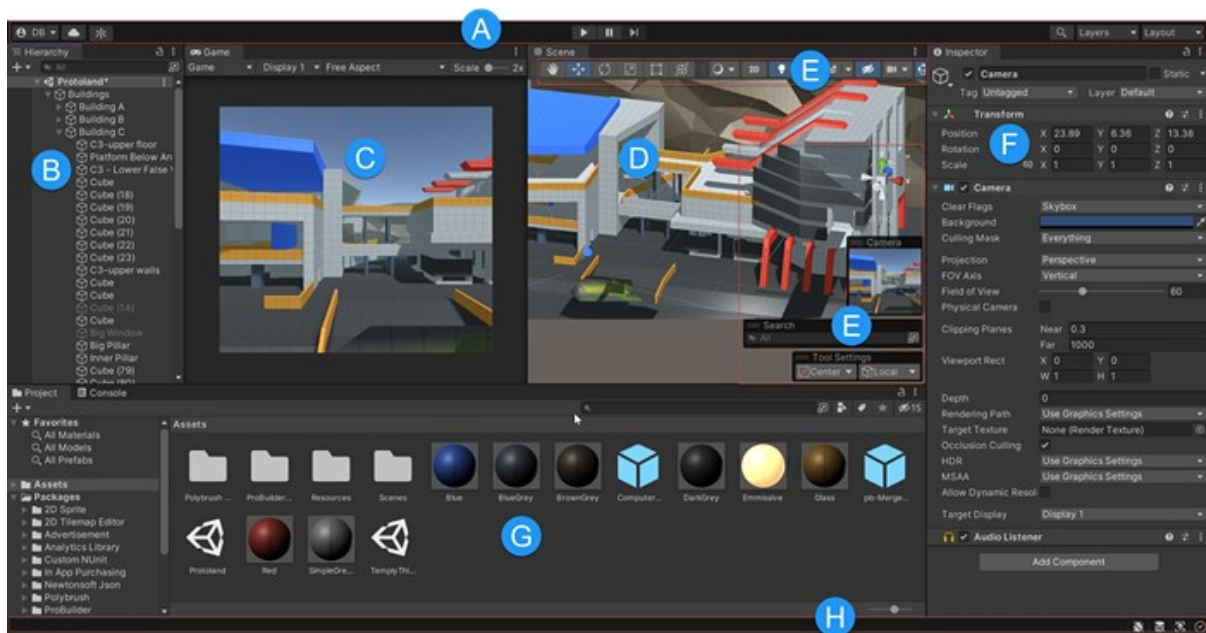 A
DB
Layers
Layout
Hierarchy
All
Protoland*
Buildings
Building A
Building B
Building C
C3-upper floor
Platform Below An
C3 - Lower False
Cube
Cube (18)
Cube (19)
Cube (20)
Cube (21)
Cube (22)
Cube (23)
C3-upper walls
Cube
Cube
Cube (14)
Cube
Big Window
Big Pillar
Inner Pillar
Cube (79)
Cube (80)
B
Game
Game
Display 1
Free Aspect
Scale
2x
C
Scene
2D
E
D
Camera
E
Search
All
Tool Settings
Center
Local
Inspector
Camera
Static
Tag Untagged
Layer Default
Transform
Position X 23.89 Y 6.36 Z 13.38
Rotation X 0 Y 0 Z 0
Scale X 1 Y 1 Z 1
F
Camera
Clear Flags Skybox
Background
Culling Mask Everything
Projection Perspective
FOV Axis Vertical
Field of View 60
Physical Camera
Clipping Planes Near 0.3
Far 1000
Viewport Rect X 0 Y 0
W 1 H 1
Depth 0
Rendering Path Use Graphics Settings
Target Texture None (Render Texture)
Occlusion Culling
HDR Use Graphics Settings
MSAA Use Graphics Settings
Allow Dynamic Resol
Target Display Display 1
Audio Listener
Add Component
Project
Console
15
Favorites
All Materials
All Models
All Prefabs
Assets
Packages
2D Sprite
2D Tilemap Editor
Advertisement
Analytics Library
Custom NUnit
In App Purchasing
Newtonsoft Json
Polybrush
ProBuilder
Assets
Polybrush ...
ProBuilder...
Resources
Scenes
Blue
BlueGrey
BrownGrey
Computer...
DarkGrey
Emmissive
Glass
pb-Merge...
Protoland
Red
SimpleGre...
TemplyThi...
G
H